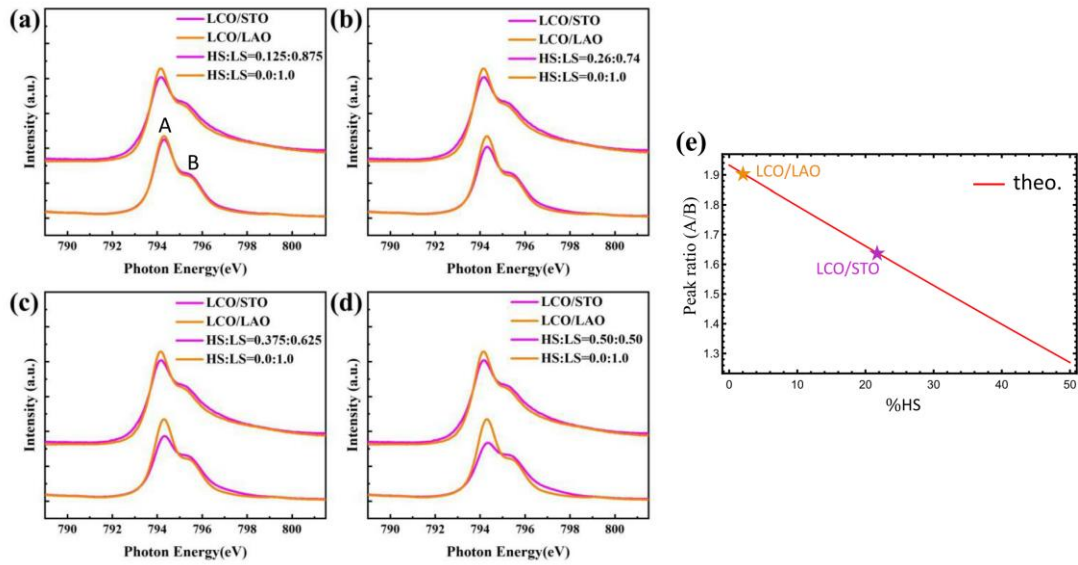 (a)
LCO/STO
LCO/LAO
HS:LS=0.125:0.875
HS:LS=0.0:1.0
A
B
Intensity (a.u.)
790 792 794 796 798 800
Photon Energy(eV)
(b)
LCO/STO
LCO/LAO
HS:LS=0.26:0.74
HS:LS=0.0:1.0
Intensity (a.u.)
790 792 794 796 798 800
Photon Energy(eV)
(c)
LCO/STO
LCO/LAO
HS:LS=0.375:0.625
HS:LS=0.0:1.0
Intensity (a.u.)
790 792 794 796 798 800
Photon Energy(eV)
(d)
LCO/STO
LCO/LAO
HS:LS=0.50:0.50
HS:LS=0.0:1.0
Intensity (a.u.)
790 792 794 796 798 800
Photon Energy(eV)
(e)
Peak ratio (A/B)
1.9
1.8
1.7
1.6
1.5
1.4
1.3
LCO/LAO
theo.
LCO/STO
0 10 20 30 40 50
%HS